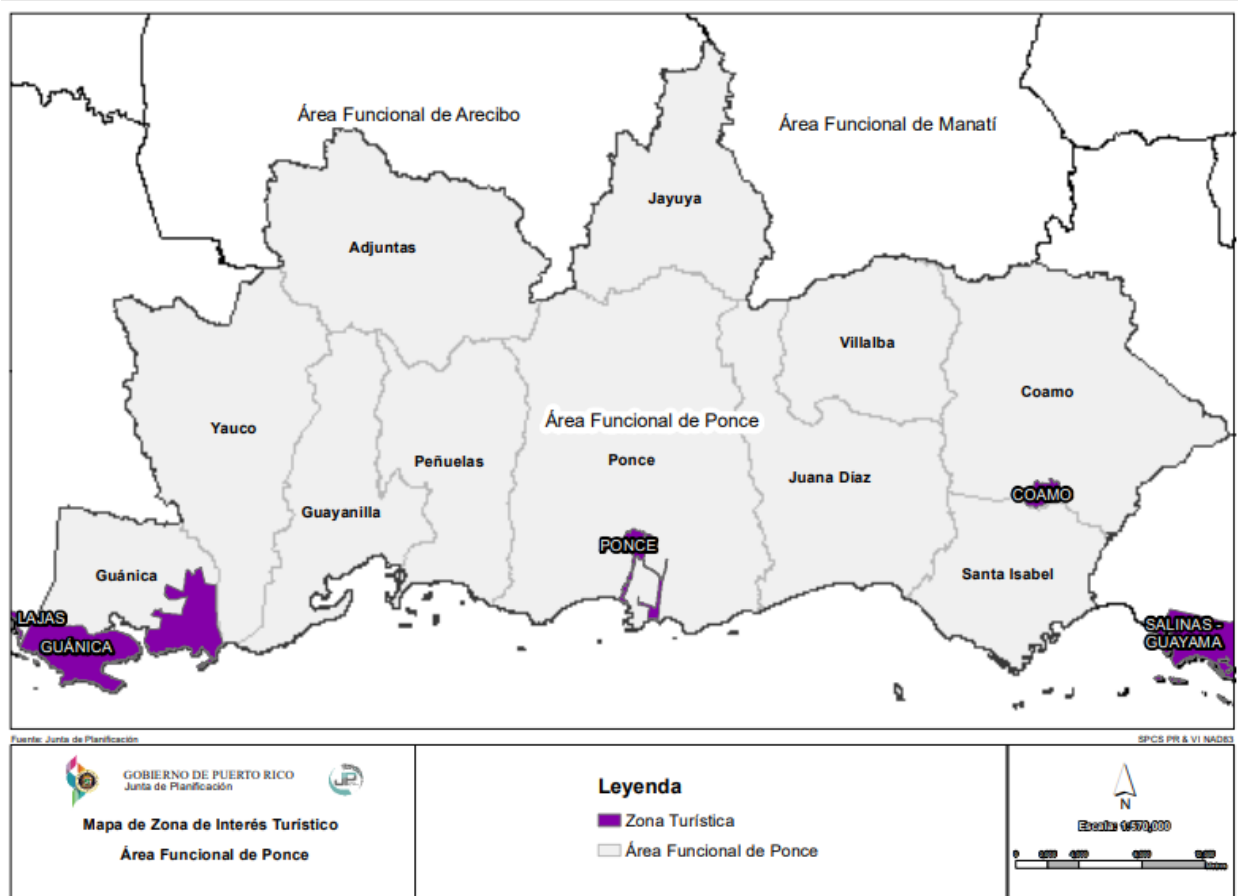 Área Funcional de Arecibo
Área Funcional de Manatí
Jayuya
Adjuntas
Villalba
Coamo
Área Funcional de Ponce
Yauco
Peñuelas
Ponce
Juana Díaz
COAMO
Guayanilla
PONCE
Guánica
Santa Isabel
LAJAS
GUÁNICA
SALINAS -
GUAYAMA
Fuente: Junta de Planificación
SPCS PR & VI NAD83
GOBIERNO DE PUERTO RICO
Junta de Planificación
JP
Mapa de Zona de Interés Turístico
Área Funcional de Ponce
Leyenda
Zona Turística
Área Funcional de Ponce
N
Escala: 1:570,000
0